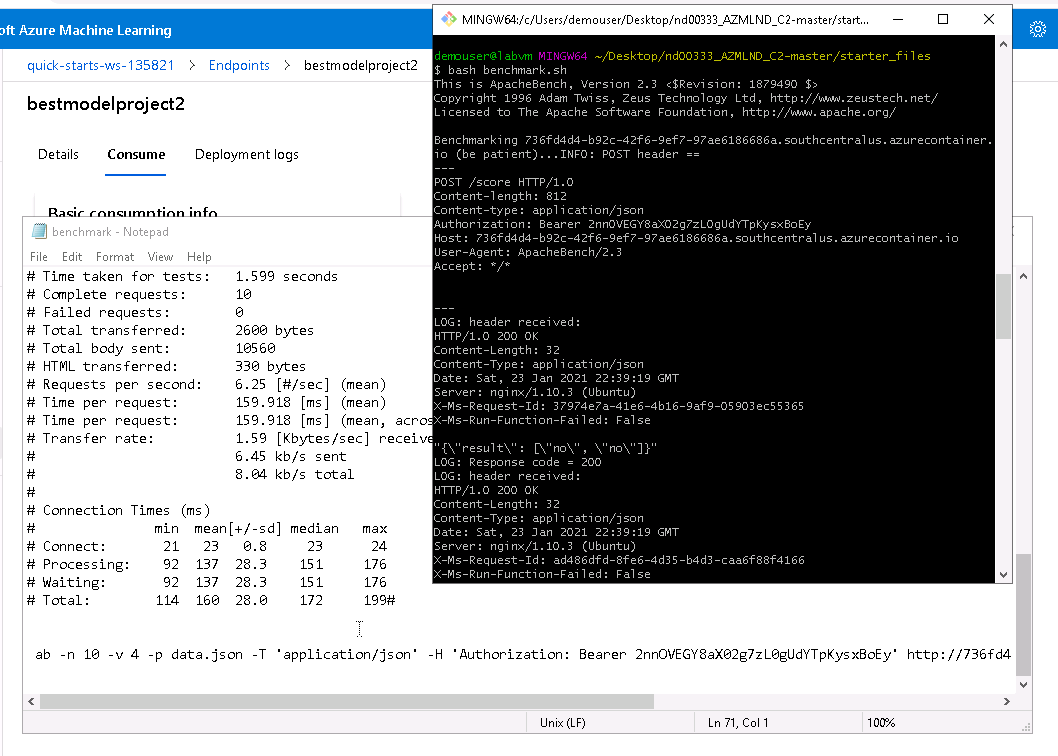 oft Azure Machine Learning
quick-starts-ws-135821 > Endpoints > bestmodelproject2
bestmodelproject2
Details Consume Deployment logs
Basic consumption info
MINGW64:/c/Users/demouser/Desktop/nd00333_AZMLND_C2-master/start...
demouser@labvm MINGW64 ~/Desktop/nd00333_AZMLND_C2-master/starter_files
$ bash benchmark.sh
This is ApacheBench, Version 2.3 <$Revision: 1879490 $>
Copyright 1996 Adam Twiss, Zeus Technology Ltd, http://www.zeustech.net/
Licensed to The Apache Software Foundation, http://www.apache.org/
Benchmarking 736fd4d4-b92c-42f6-9ef7-97ae6186686a.southcentralus.azurecontainer.
io (be patient)...INFO: POST header ==
---
POST /score HTTP/1.0
Content-length: 812
Content-type: application/json
Authorization: Bearer 2nnOVEGY8aX02g7zL0gUdYTpKysxBoEy
Host: 736fd4d4-b92c-42f6-9ef7-97ae6186686a.southcentralus.azurecontainer.io
User-Agent: ApacheBench/2.3
Accept: */*
---
LOG: header received:
HTTP/1.0 200 OK
Content-Length: 32
Content-Type: application/json
Date: Sat, 23 Jan 2021 22:39:19 GMT
Server: nginx/1.10.3 (Ubuntu)
X-Ms-Request-Id: 37974e7a-41e6-4b16-9af9-05903ec55365
X-Ms-Run-Function-Failed: False
"{\"result\": [\"no\", \"no\"]}"
LOG: Response code = 200
LOG: header received:
HTTP/1.0 200 OK
Content-Length: 32
Content-Type: application/json
Date: Sat, 23 Jan 2021 22:39:19 GMT
Server: nginx/1.10.3 (Ubuntu)
X-Ms-Request-Id: ad486dfd-8fe6-4d35-b4d3-caa6f88f4166
X-Ms-Run-Function-Failed: False
benchmark - Notepad
File Edit Format View Help
# Time taken for tests: 1.599 seconds
# Complete requests: 10
# Failed requests: 0
# Total transferred: 2600 bytes
# Total body sent: 10560
# HTML transferred: 330 bytes
# Requests per second: 6.25 [#/sec] (mean)
# Time per request: 159.918 [ms] (mean)
# Time per request: 159.918 [ms] (mean, acros
# Transfer rate: 1.59 [Kbytes/sec] receive
# 6.45 kb/s sent
# 8.04 kb/s total
#
# Connection Times (ms)
# min mean[+/-sd] median max
# Connect: 21 23 0.8 23 24
# Processing: 92 137 28.3 151 176
# Waiting: 92 137 28.3 151 176
# Total: 114 160 28.0 172 199#
ab -n 10 -v 4 -p data.json -T 'application/json' -H 'Authorization: Bearer 2nnOVEGY8aX02g7zL0gUdYTpKysxBoEy' http://736fd4
Unix (LF) Ln 71, Col 1 100%